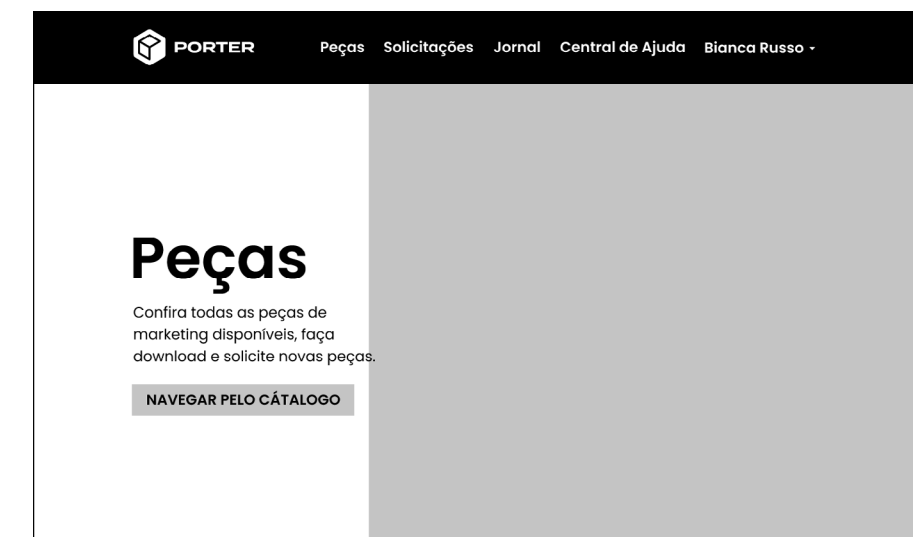 PORTER
Peças Solicitações Jornal Central de Ajuda Bianca Russo
Peças
Confira todas as peças de
marketing disponíveis, faça
download e solicite novas peças.
NAVEGAR PELO CÁTALOGO